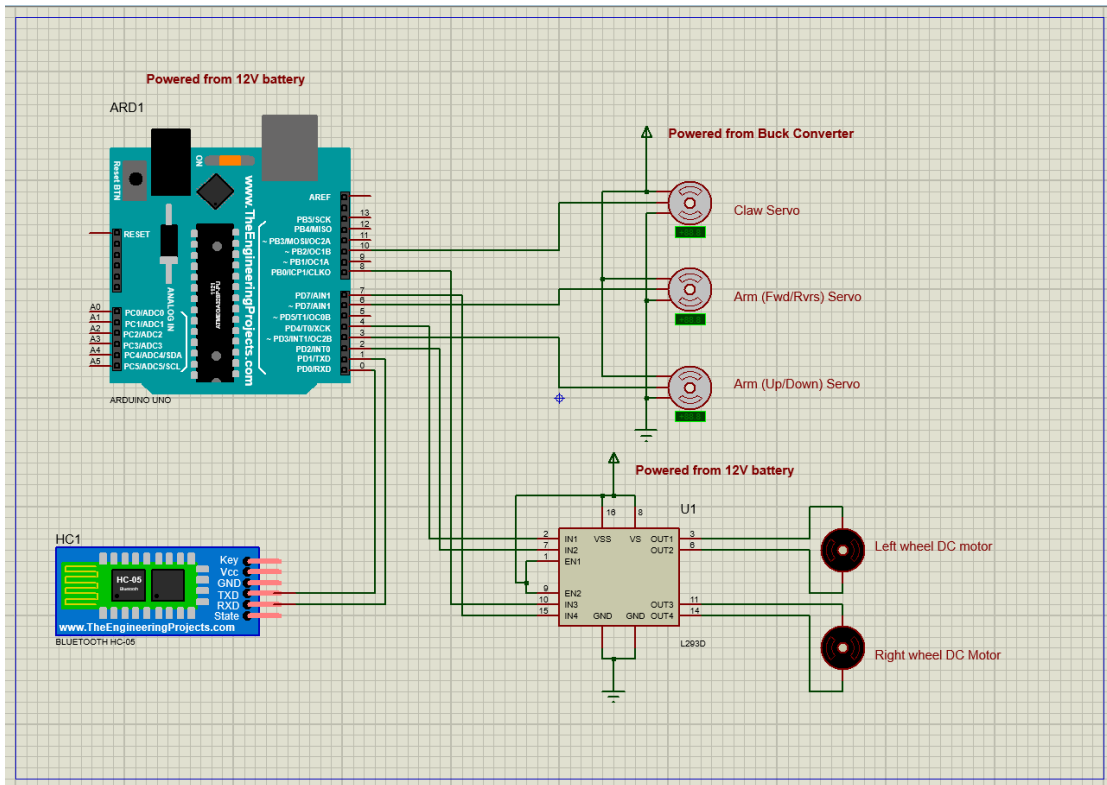 Powered from 12V battery
ARD1
Reset BTN
ON
www.TheEngineeringProjects.com
RESET
ANALOG IN
AREF
PB5/SCK
PB4/MISO
~ PB3/MOSI/OC2A
~ PB2/OC1B
~ PB1/OC1A
PB0/ICP1/CLKO
13
12
11
10
9
8
PD7/AIN1
~ PD7/AIN1
~ PD5/T1/OC0B
PD4/T0/XCK
~ PD3/INT1/OC2B
PD2/INT0
PD1/TXD
PD0/RXD
7
6
5
4
3
2
1
0
A0
A1
A2
A3
A4
A5
PC0/ADC0
PC1/ADC1
PC2/ADC2
PC3/ADC3
PC4/ADC4/SDA
PC5/ADC5/SCL
ARDUINO UNO
Powered from Buck Converter
Claw Servo
Arm (Fwd/Rvrs) Servo
Arm (Up/Down) Servo
Powered from 12V battery
U1
16
8
VSS
VS
2
7
1
9
10
15
IN1
IN2
EN1
EN2
IN3
IN4
OUT1
OUT2
OUT3
OUT4
3
6
11
14
GND
GND
L293D
Left wheel DC motor
Right wheel DC Motor
HC1
HC-05
Bluetooth
Key
Vcc
GND
TXD
RXD
State
www.TheEngineeringProjects.com
BLUETOOTH HC-05